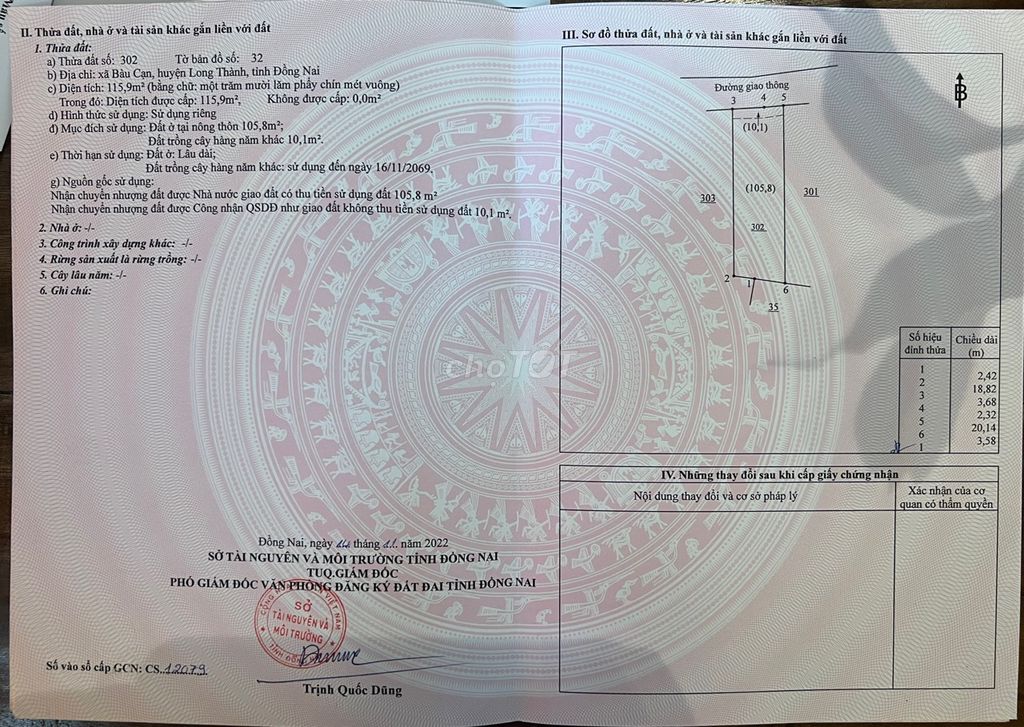 II. Thửa đất, nhà ở và tài sản khác gắn liền với đất
1. Thửa đất:
a) Thửa đất số: 302 Tờ bản đồ số: 32
b) Địa chỉ: xã Bàu Cạn, huyện Long Thành, tỉnh Đồng Nai
c) Diện tích: 115,9m² (bằng chữ: một trăm mười lăm phẩy chín mét vuông)
Trong đó: Diện tích được cấp: 115,9m², Không được cấp: 0,0m²
d) Hình thức sử dụng: Sử dụng riêng
đ) Mục đích sử dụng: Đất ở tại nông thôn 105,8m²;
Đất trồng cây hàng năm khác 10,1m².
e) Thời hạn sử dụng: Đất ở: Lâu dài;
Đất trồng cây hàng năm khác: sử dụng đến ngày 16/11/2069.
g) Nguồn gốc sử dụng:
Nhận chuyển nhượng đất được Nhà nước giao đất có thu tiền sử dụng đất 105,8 m²
Nhận chuyển nhượng đất được Công nhận QSDĐ như giao đất không thu tiền sử dụng đất 10,1 m².
2. Nhà ở: -/-
3. Công trình xây dựng khác: -/-
4. Rừng sản xuất là rừng trồng: -/-
5. Cây lâu năm: -/-
6. Ghi chú:
Đồng Nai, ngày tháng năm 2022
SỞ TÀI NGUYÊN VÀ MÔI TRƯỜNG TỈNH ĐỒNG NAI
TUQ.GIÁM ĐỐC
PHÓ GIÁM ĐỐC VĂN PHÒNG ĐĂNG KÝ ĐẤT ĐAI TỈNH ĐỒNG NAI
SỞ
TÀI NGUYÊN VÀ
MÔI TRƯỜNG
Trịnh Quốc Dũng
Số vào sổ cấp GCN: CS.12079.
chợTỐT
III. Sơ đồ thửa đất, nhà ở và tài sản khác gắn liền với đất
B
Đường giao thông
3 4 5
(10,1)
(105,8)
303
301
302
2 1 6
35
Số hiệu đỉnh thửa Chiều dài (m)
1
2,42
2
18,82
3
3,68
4
2,32
5
20,14
6
3,58
1
IV. Những thay đổi sau khi cấp giấy chứng nhận
Nội dung thay đổi và cơ sở pháp lý
Xác nhận của cơ
quan có thẩm quyền